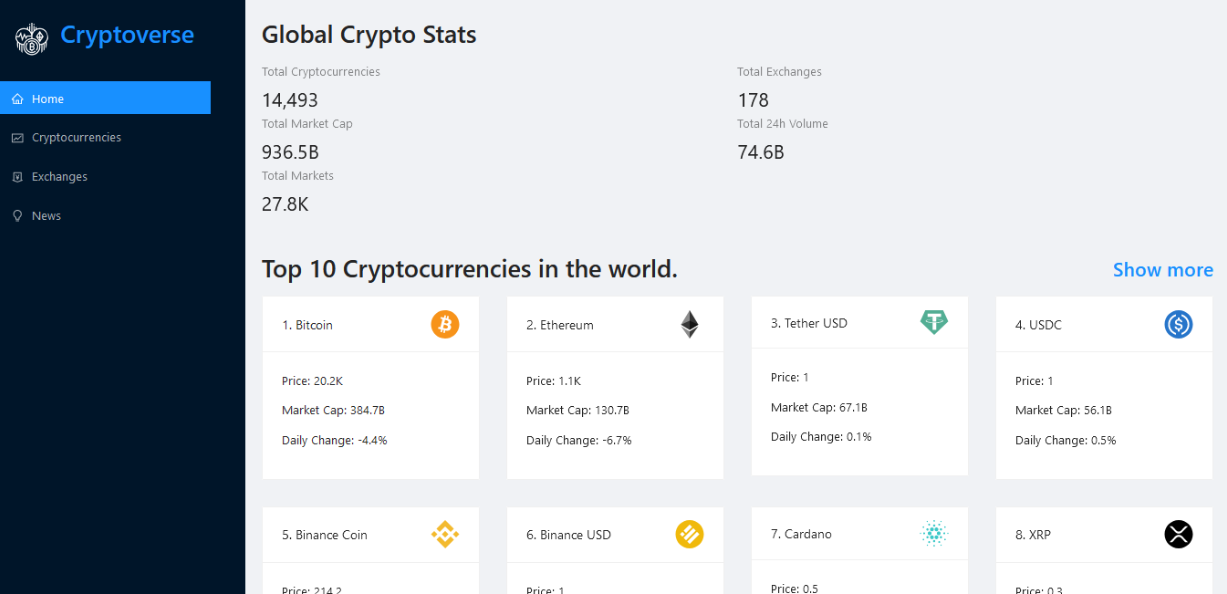 Cryptoverse
Home
Cryptocurrencies
Exchanges
News
Global Crypto Stats
Total Cryptocurrencies
14,493
Total Exchanges
178
Total Market Cap
936.5B
Total 24h Volume
74.6B
Total Markets
27.8K
Top 10 Cryptocurrencies in the world.
Show more
1. Bitcoin
Price: 20.2K
Market Cap: 384.7B
Daily Change: -4.4%
2. Ethereum
Price: 1.1K
Market Cap: 130.7B
Daily Change: -6.7%
3. Tether USD
Price: 1
Market Cap: 67.1B
Daily Change: 0.1%
4. USDC
Price: 1
Market Cap: 56.1B
Daily Change: 0.5%
5. Binance Coin
Price: 214.2
6. Binance USD
Price: 1
7. Cardano
Price: 0.5
8. XRP
Price: 0.3